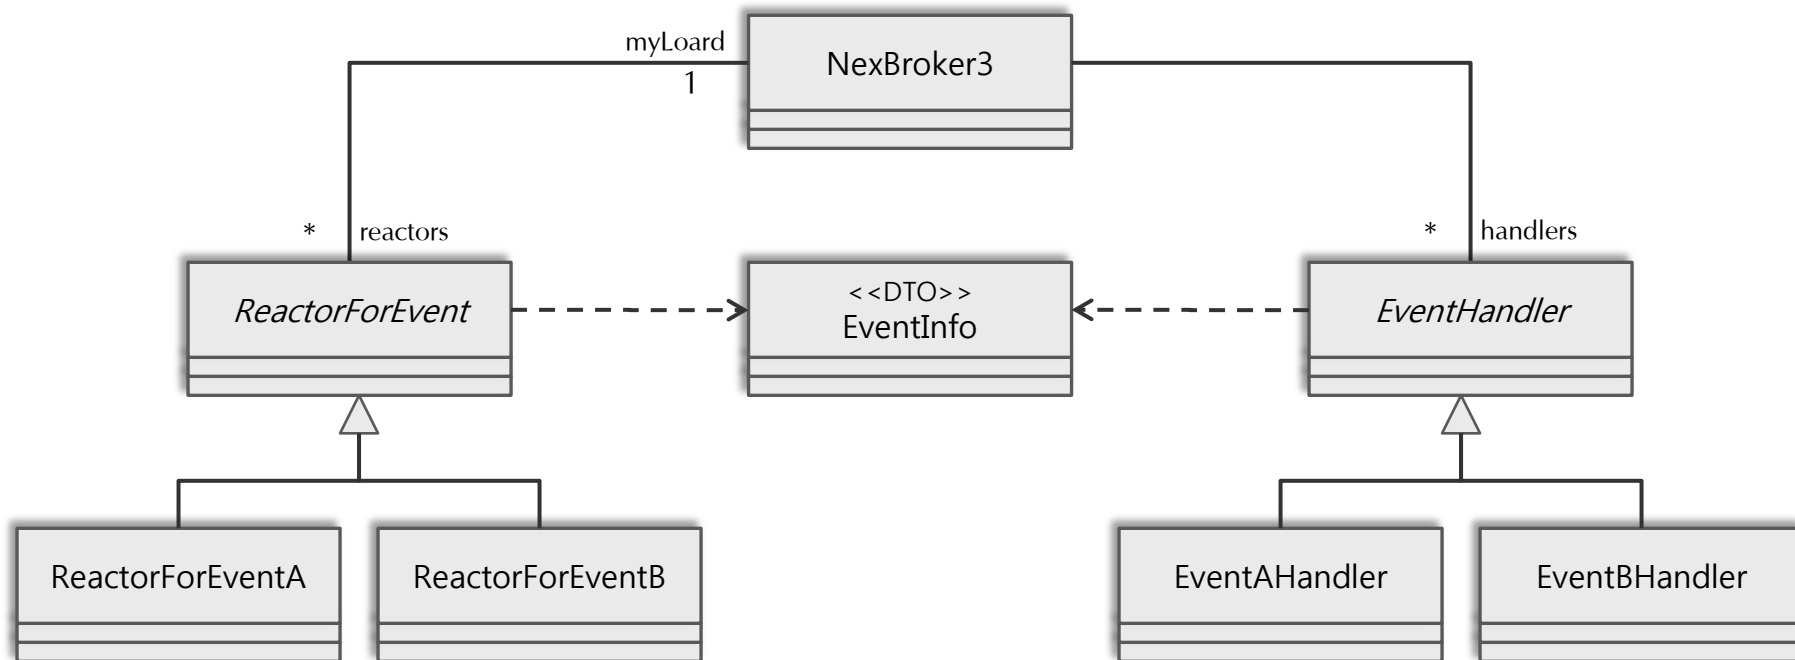 myLoard
1
NexBroker3
* reactors
* handlers
ReactorForEvent
<<DTO>>
EventInfo
EventHandler
ReactorForEventA
ReactorForEventB
EventAHandler
EventBHandler